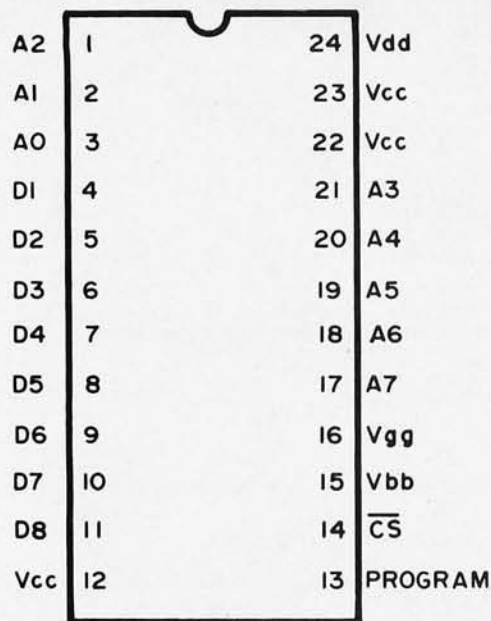 A2 1 24 Vdd
A1 2 23 Vcc
A0 3 22 Vcc
D1 4 21 A3
D2 5 20 A4
D3 6 19 A5
D4 7 18 A6
D5 8 17 A7
D6 9 16 Vgg
D7 10 15 Vbb
D8 11 14 C̅S̅
Vcc 12 13 PROGRAM